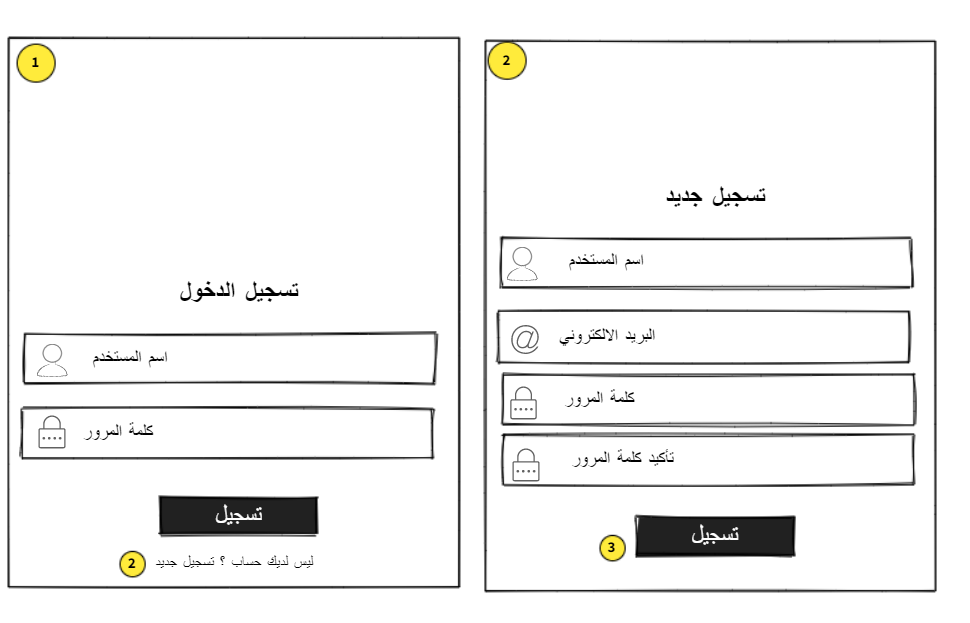 1
تسجيل الدخول
اسم المستخدم
كلمة المرور
تسجيل
ليس لديك حساب ؟ تسجيل جديد
2
2
تسجيل جديد
اسم المستخدم
@ البريد الالكتروني
كلمة المرور
تأكيد كلمة المرور
تسجيل
3